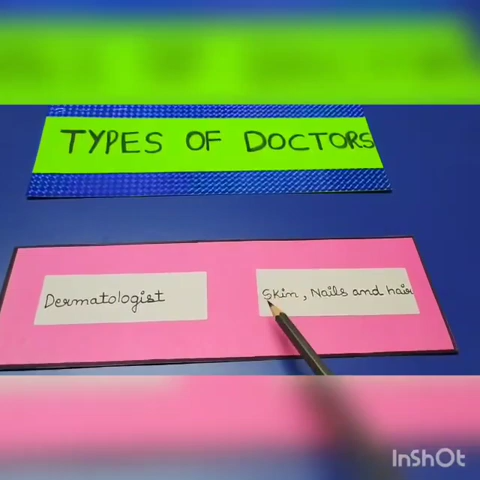 TYPES OF DOCTORS
Dermatologist
Skin, Nails and hair
InShOt